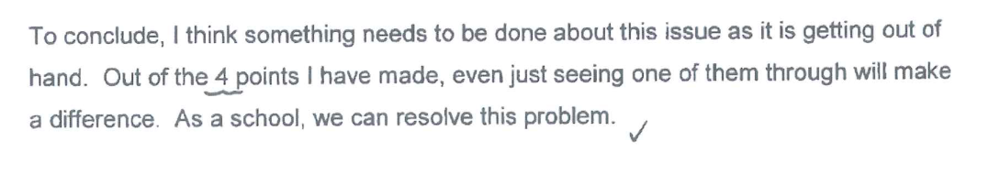 To conclude, I think something needs to be done about this issue as it is getting out of
hand.  Out of the 4 points I have made, even just seeing one of them through will make
a difference.  As a school, we can resolve this problem. ✓